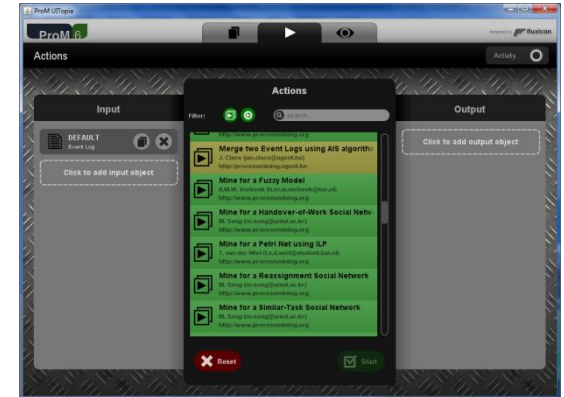 ProM UITopia
ProM 6
designed by fluxicon
Actions
Activity...
Input
DEFAULT
Event Log
Click to add input object
Actions
Filter:
search...
http://www.processmining.org
Merge two Event Logs using AIS algorithm
J. Claes (jan.claes@ugent.be)
http://processmining.ugent.be
Mine for a Fuzzy Model
H.M.W. Verbeek (h.m.w.verbeek@tue.nl)
http://www.processmining.org
Mine for a Handover-of-Work Social Netw
M. Song (m.song@unist.ac.kr)
http://www.processmining.org
Mine for a Petri Net using ILP
T. van der Wiel (t.v.d.wiel@student.tue.nl)
http://www.processmining.org
Mine for a Reassignment Social Network
M. Song (m.song@unist.ac.kr)
http://www.processmining.org
Mine for a Similar-Task Social Network
M. Song (m.song@unist.ac.kr)
http://www.processmining.org
Reset
Start
Output
Click to add output object